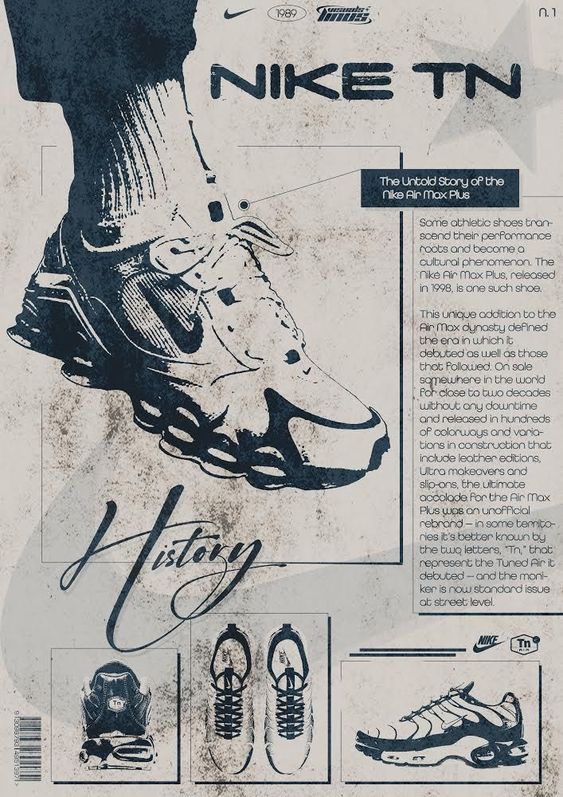 1989
visuals
n. 1
NIKE TN
The Untold Story of the
Nike Air Max Plus
Some athletic shoes tran-
scend their performance
roots and become a
cultural phenomenon. The
Nike Air Max Plus, released
in 1998, is one such shoe.
This unique addition to the
Air Max dynasty defined
the era in which it
debuted as well as those
that followed. On sale
somewhere in the world
for close to two decades
without any downtime
and released in hundreds
of colorways and varia-
tions in construction that
include leather editions,
Ultra makeovers and
slip-ons, the ultimate
accolade for the Air Max
Plus was an unofficial
rebrand — in some territo-
ries it's better known by
the two letters, "Tn," that
represent the Tuned Air it
debuted — and the moni-
ker is now standard issue
at street level.
History
NIKE
Tn
AIR
Tn